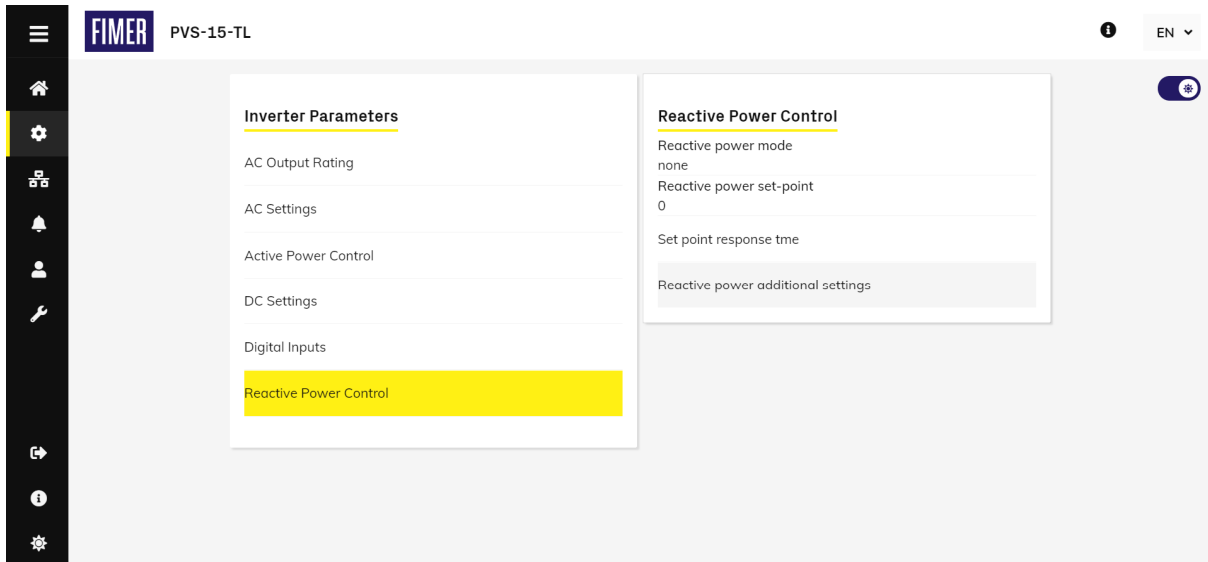 FIMER
PVS-15-TL
EN
Inverter Parameters
AC Output Rating
AC Settings
Active Power Control
DC Settings
Digital Inputs
Reactive Power Control
Reactive Power Control
Reactive power mode
none
Reactive power set-point
0
Set point response tme
Reactive power additional settings